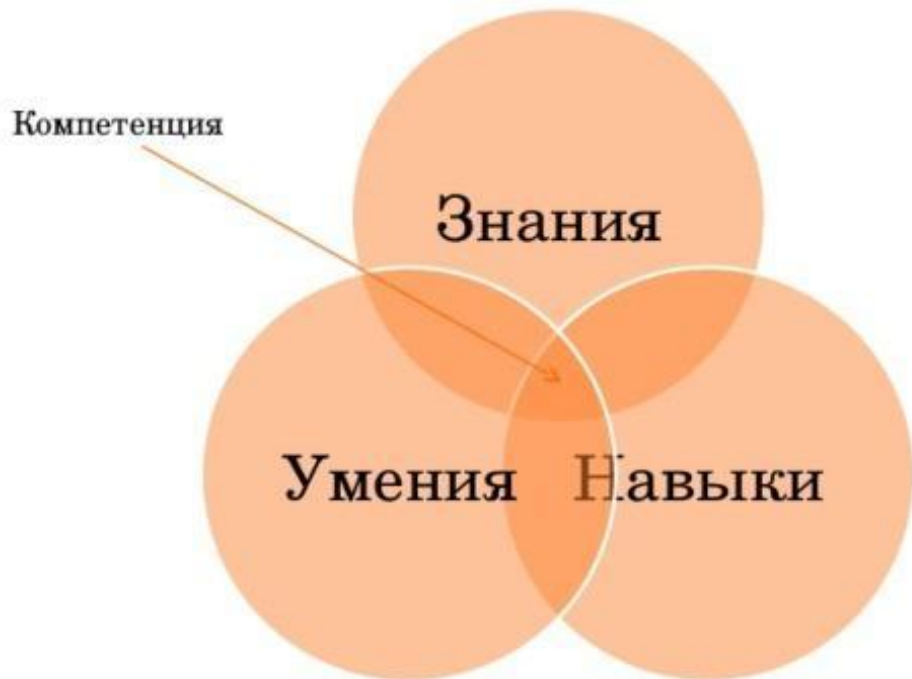 Компетенция
Знания
Умения
Навыки